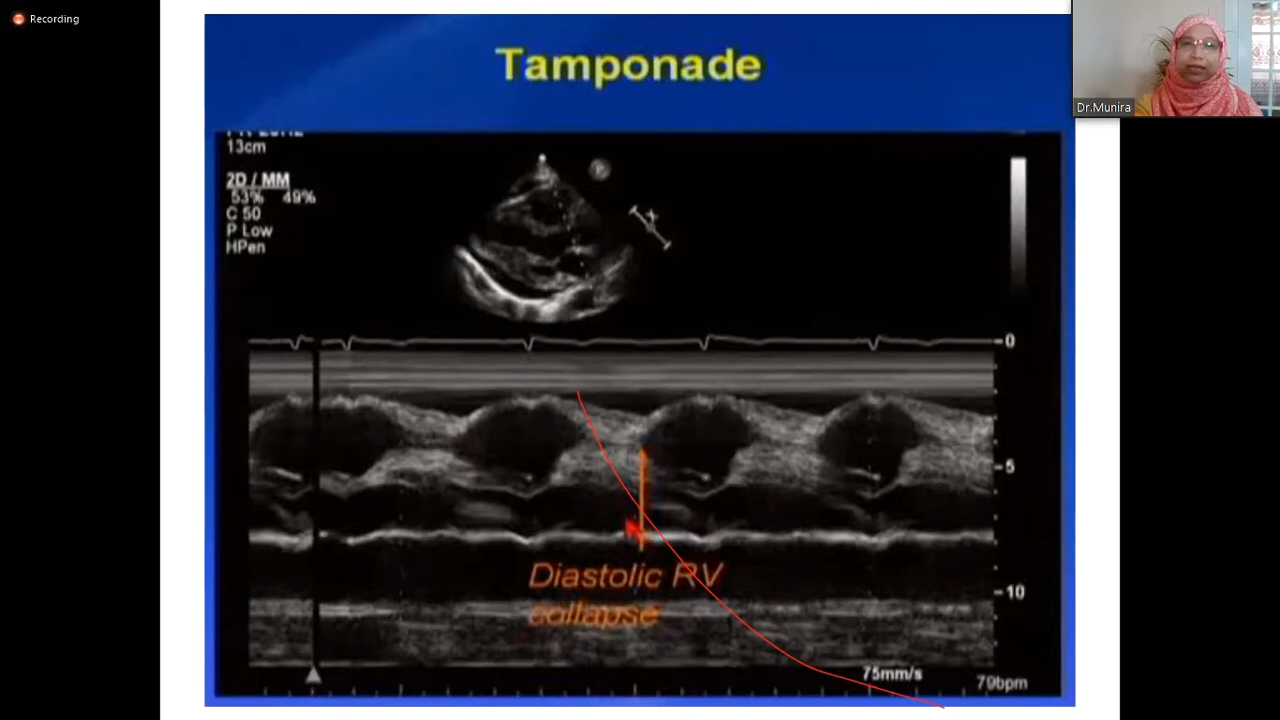 Recording
Tamponade
Dr.Munira
13cm
2D / MM
53% 49%
C 50
P Low
HPen
0
5
Diastolic RV
collapse
10
75mm/s
79bpm